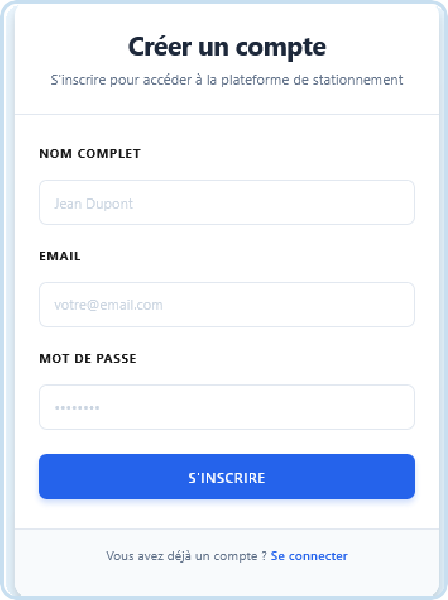 Créer un compte
S'inscrire pour accéder à la plateforme de stationnement
NOM COMPLET
Jean Dupont
EMAIL
votre@email.com
MOT DE PASSE
••••••••
S'INSCRIRE
Vous avez déjà un compte ? Se connecter